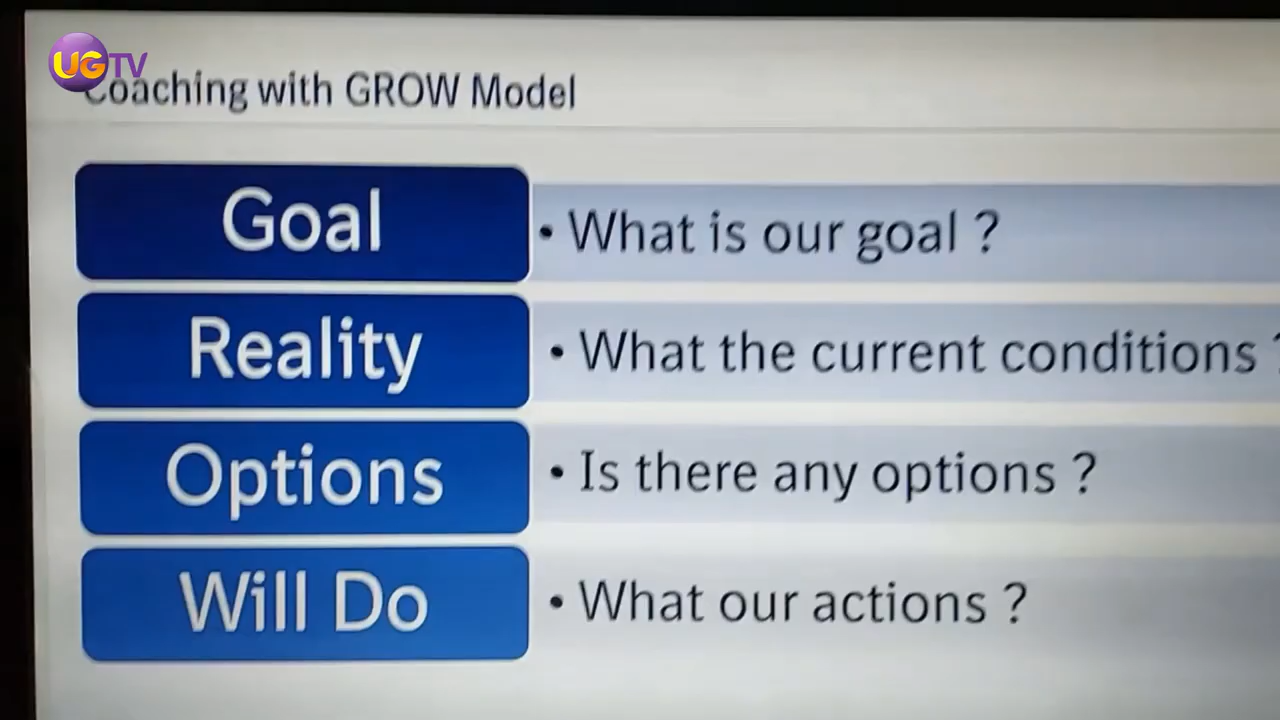 UGTV
Coaching with GROW Model
Goal
• What is our goal ?
Reality
• What the current conditions ?
Options
• Is there any options ?
Will Do
• What our actions ?